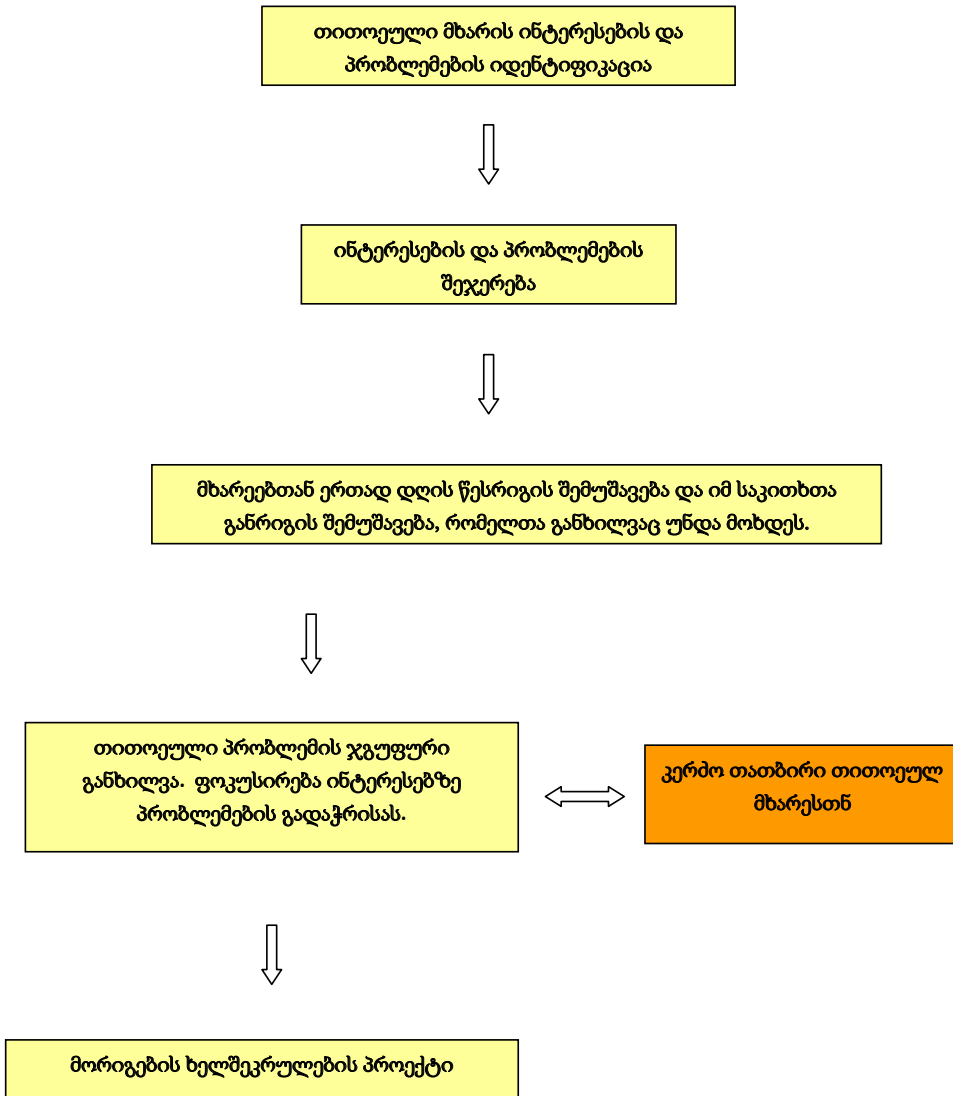 თითოეული მხარის ინტერესების და
პრობლემების იდენტიფიკაცია
ინტერესების და პრობლემების
შეჯერება
მხარეებთან ერთად დღის წესრიგის შემუშავება და იმ საკითხთა
განრიგის შემუშავება, რომელთა განხილვაც უნდა მოხდეს.
თითოეული პრობლემის ჯგუფური
განხილვა. ფოკუსირება ინტერესებზე
პრობლემების გადაჭრისას.
კერძო თათბირი თითოეულ
მხარესთნ
მორიგების ხელშეკრულების პროექტი